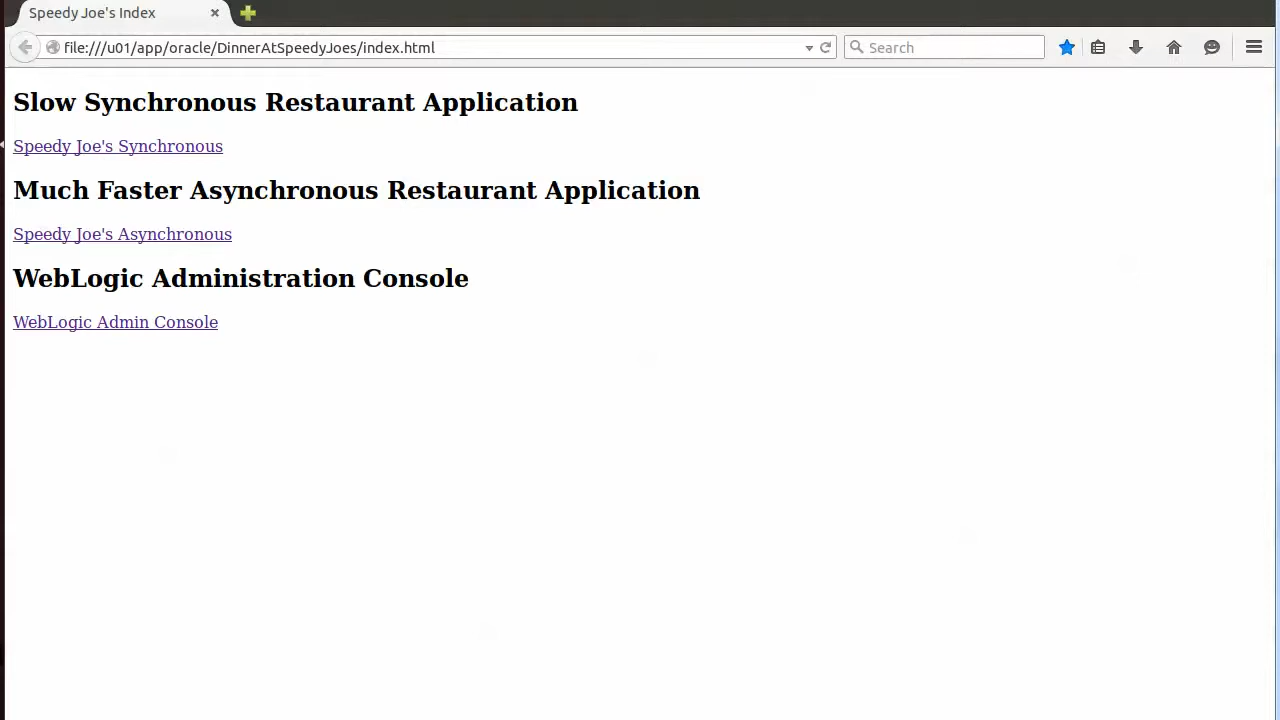 Speedy Joe's Index
file:///u01/app/oracle/DinnerAtSpeedyJoes/index.html
Search
Slow Synchronous Restaurant Application
Speedy Joe's Synchronous
Much Faster Asynchronous Restaurant Application
Speedy Joe's Asynchronous
WebLogic Administration Console
WebLogic Admin Console